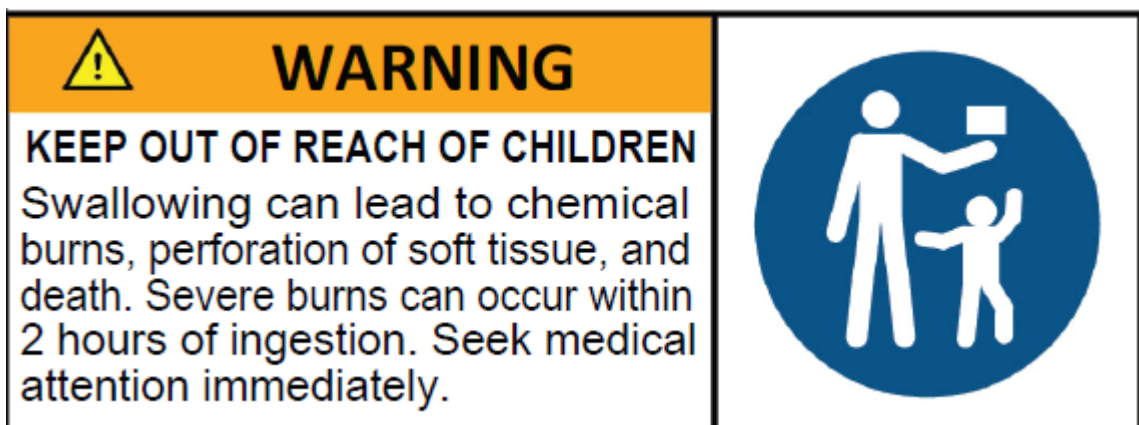 WARNING
KEEP OUT OF REACH OF CHILDREN
Swallowing can lead to chemical
burns, perforation of soft tissue, and
death. Severe burns can occur within
2 hours of ingestion. Seek medical
attention immediately.